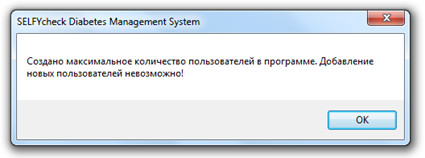 SELFYcheck Diabetes Management System
Создано максимальное количество пользователей в программе. Добавление
новых пользователей невозможно!
OK